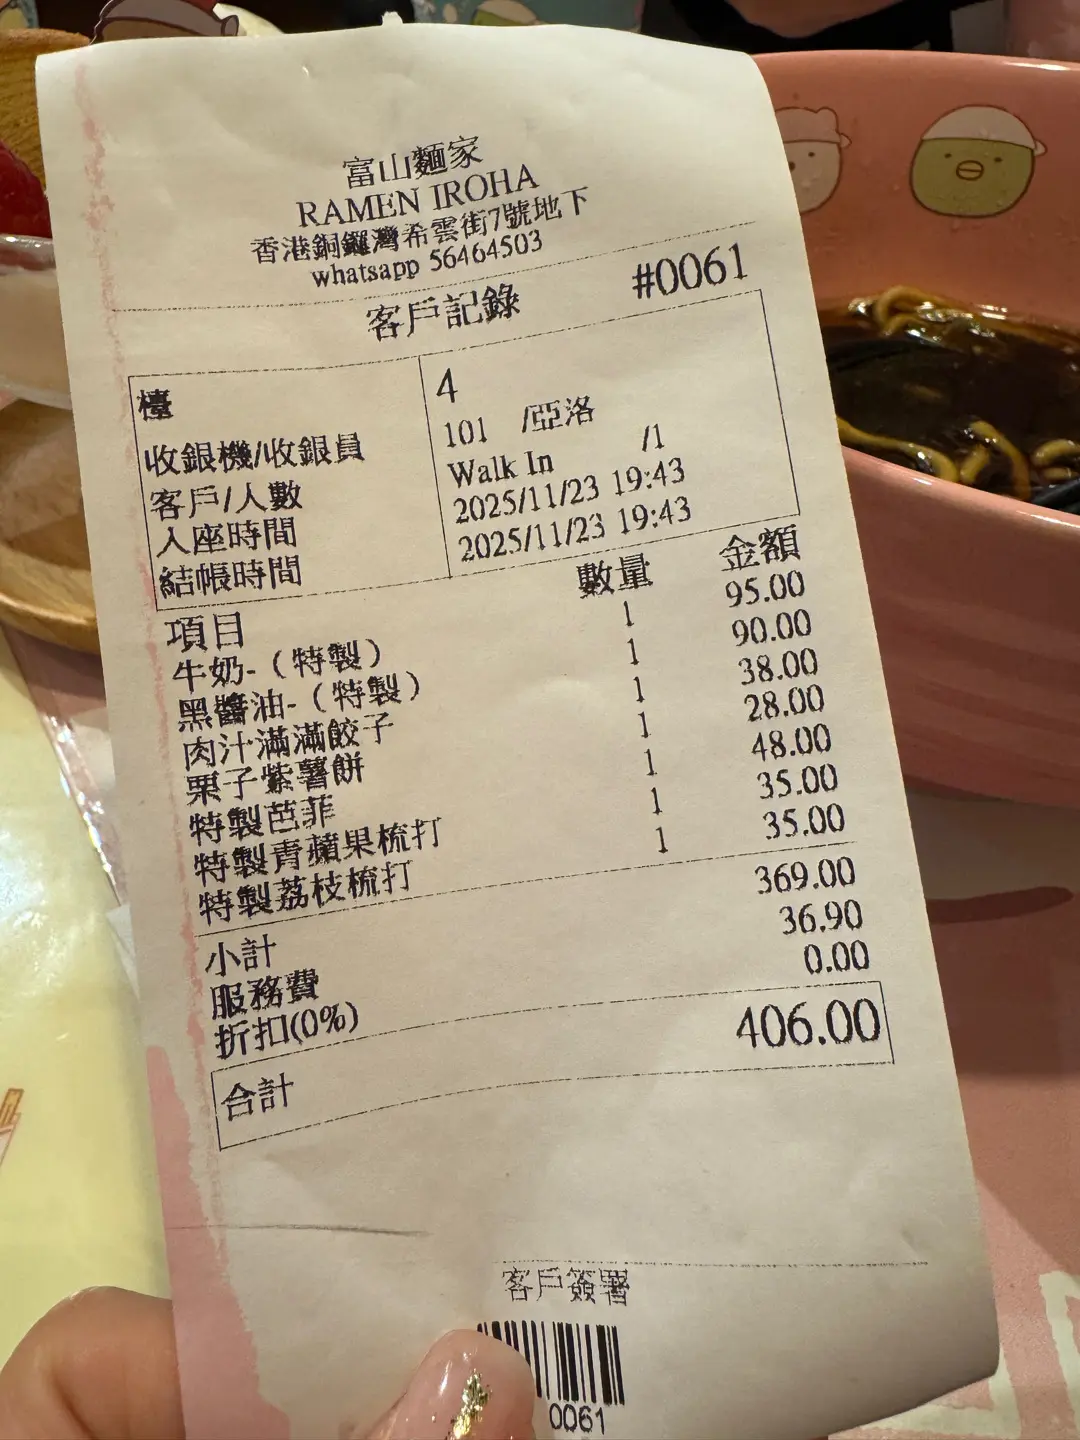 富山麵家
RAMEN IROHA
香港銅鑼灣希雲街7號地下
whatsapp 56464503
客戶記錄 #0061
檯 4
收銀機/收銀員 101 /亞洛
客戶/人數 Walk In /1
入座時間 2025/11/23 19:43
結帳時間 2025/11/23 19:43
項目 數量 金額
牛奶-（特製） 1 95.00
黑醬油-（特製） 1 90.00
肉汁滿滿餃子 1 38.00
栗子紫薯餅 1 28.00
特製芭菲 1 48.00
特製青蘋果梳打 1 35.00
特製荔枝梳打 1 35.00
小計 369.00
服務費 36.90
折扣(0%) 0.00
合計 406.00
客戶簽署
0061